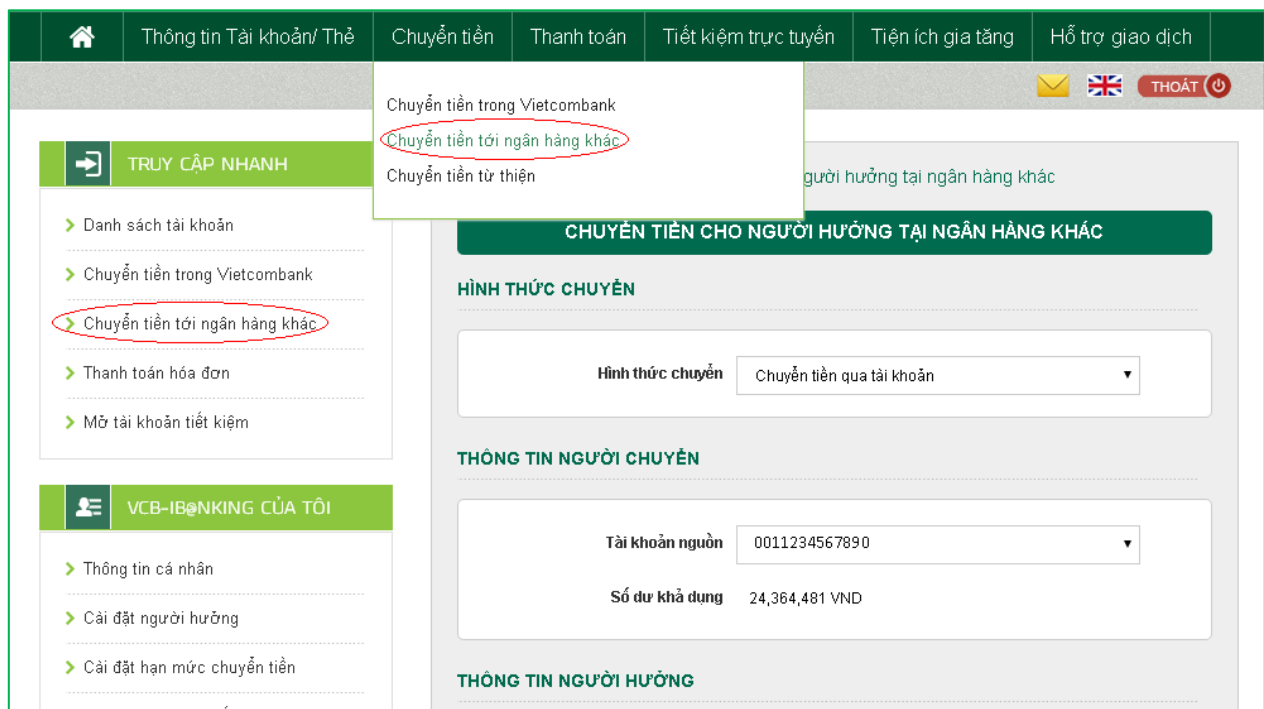 Thông tin Tài khoản/ Thẻ
Chuyển tiền
Thanh toán
Tiết kiệm trực tuyến
Tiện ích gia tăng
Hỗ trợ giao dịch
THOÁT
Chuyển tiền trong Vietcombank
Chuyển tiền tới ngân hàng khác
Chuyển tiền từ thiện
TRUY CẬP NHANH
Danh sách tài khoản
Chuyển tiền trong Vietcombank
Chuyển tiền tới ngân hàng khác
Thanh toán hóa đơn
Mở tài khoản tiết kiệm
VCB-IB@NKING CỦA TÔI
Thông tin cá nhân
Cài đặt người hưởng
Cài đặt hạn mức chuyển tiền
hưởng tại ngân hàng khác
CHUYỂN TIỀN CHO NGƯỜI HƯỞNG TẠI NGÂN HÀNG KHÁC
HÌNH THỨC CHUYỂN
Hình thức chuyển Chuyển tiền qua tài khoản
THÔNG TIN NGƯỜI CHUYỂN
Tài khoản nguồn 0011234567890
Số dư khả dụng 24,364,481 VND
THÔNG TIN NGƯỜI HƯỞNG